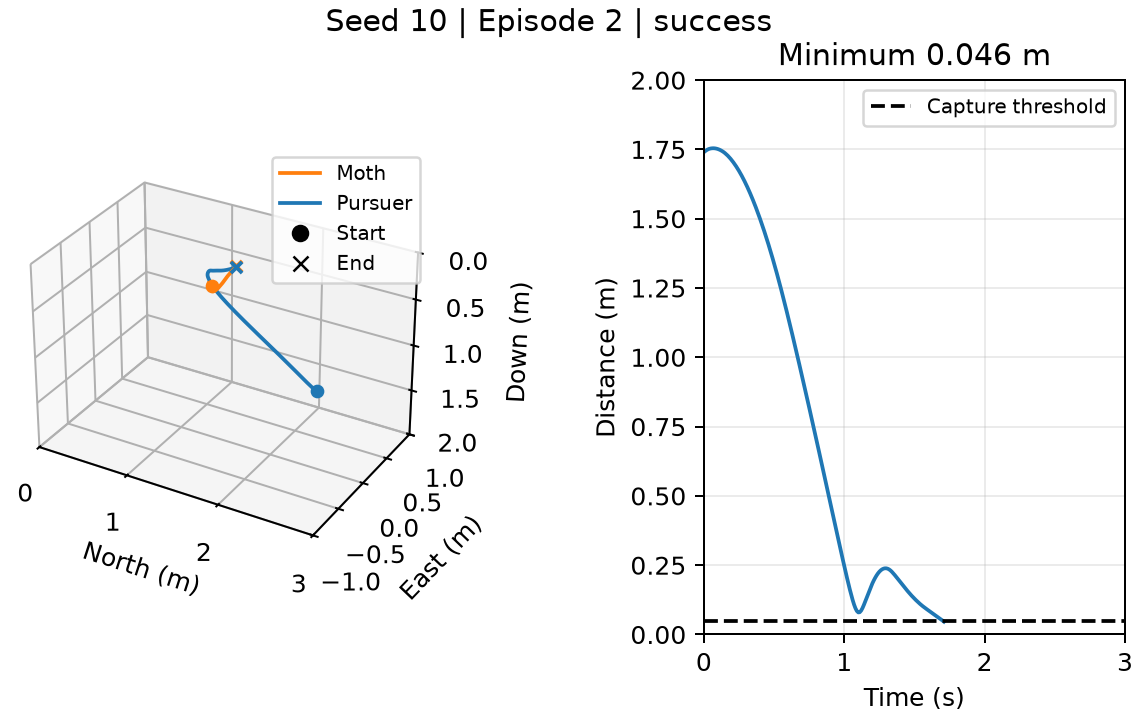 Seed 10 | Episode 2 | success
Moth
Pursuer
Start
End
0.0
0.5
1.0
1.5
2.0
Down (m)
0
1
2
3
North (m)
−1.0
−0.5
0.0
0.5
1.0
East (m)
Minimum 0.046 m
Capture threshold
2.00
1.75
1.50
1.25
1.00
0.75
0.50
0.25
0.00
Distance (m)
0
1
2
3
Time (s)